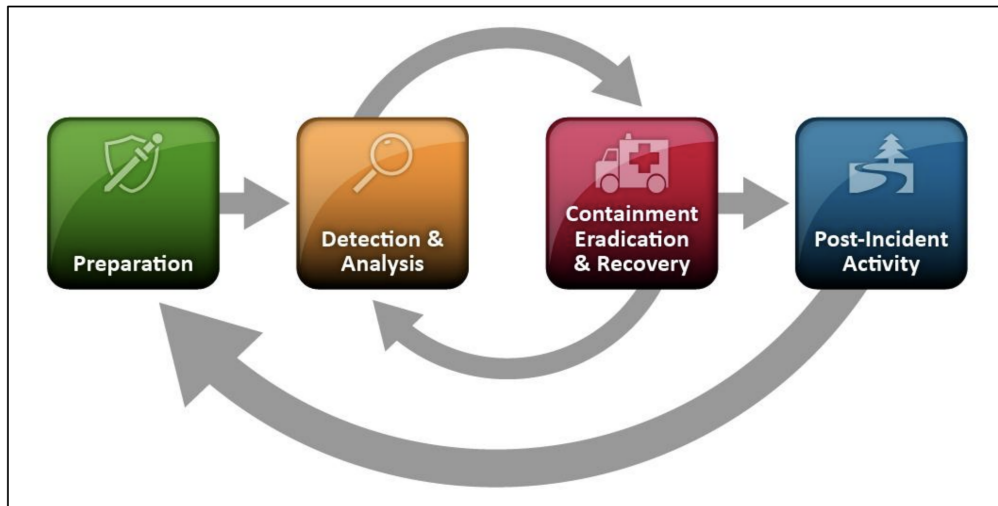 Preparation
Detection &
Analysis
Containment
Eradication
& Recovery
Post-Incident
Activity